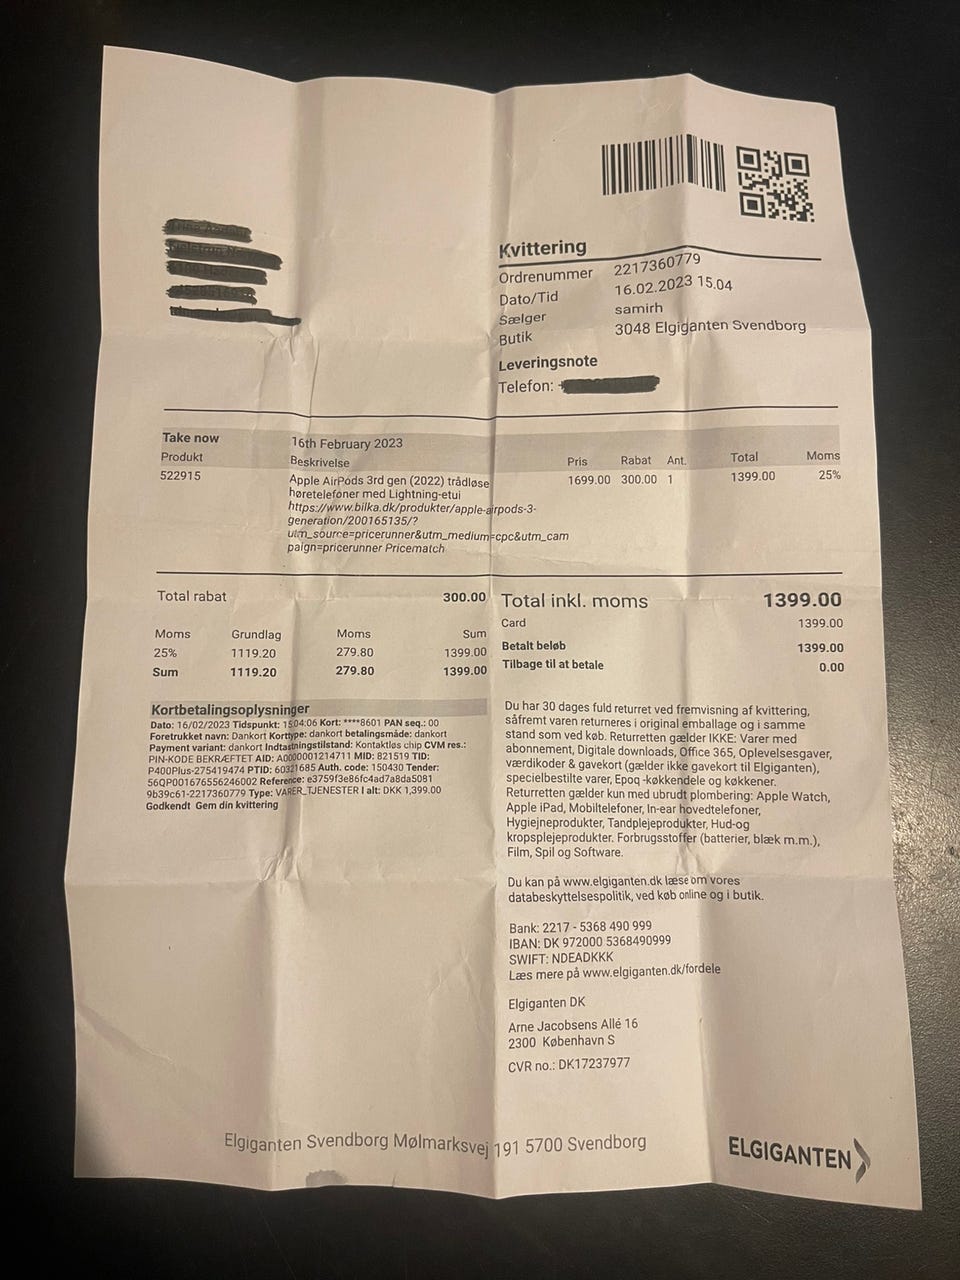 Kvittering
Ordrenummer 2217360779
Dato/Tid 16.02.2023 15.04
Sælger samirh
Butik 3048 Elgiganten Svendborg
Leveringsnote
Telefon:
Take now 16th February 2023
Produkt Beskrivelse Pris Rabat Ant. Total Moms
522915 Apple AirPods 3rd gen (2022) trådløse 1699.00 300.00 1 1399.00 25%
høretelefoner med Lightning-etui
https://www.bilka.dk/produkter/apple-airpods-3-
generation/200165135/?
utm_source=pricerunner&utm_medium=cpc&utm_cam
paign=pricerunner Pricematch
Total rabat 300.00
Moms Grundlag Moms Sum
25% 1119.20 279.80 1399.00
Sum 1119.20 279.80 1399.00
Total inkl. moms 1399.00
Card 1399.00
Betalt beløb 1399.00
Tilbage til at betale 0.00
Kortbetalingsoplysninger
Dato: 16/02/2023 Tidspunkt: 15:04:06 Kort: ****8601 PAN seq.: 00
Foretrukket navn: Dankort Korttype: dankort betalingsmåde: dankort
Payment variant: dankort Indtastningstilstand: Kontaktløs chip CVM res.:
PIN-KODE BEKRÆFTET AID: A0000001214711 MID: 821519 TID:
P400Plus-275419474 PTID: 60321685 Auth. code: 150430 Tender:
56QP001676556246002 Reference: e3759f3e86fc4ad7a8da5081
9b39c61-2217360779 Type: VARER_TJENESTER I alt: DKK 1,399.00
Godkendt Gem din kvittering
Du har 30 dages fuld returret ved fremvisning af kvittering,
såfremt varen returneres i original emballage og i samme
stand som ved køb. Returretten gælder IKKE: Varer med
abonnement, Digitale downloads, Office 365, Oplevelsesgaver,
værdikoder & gavekort (gælder ikke gavekort til Elgiganten),
specielbestilte varer, Epoq -køkkendele og køkkener.
Returretten gælder kun med ubrudt plombering: Apple Watch,
Apple iPad, Mobiltelefoner, In-ear hovedtelefoner,
Hygiejneprodukter, Tandplejeprodukter, Hud-og
kropsplejeprodukter. Forbrugsstoffer (batterier, blæk m.m.),
Film, Spil og Software.
Du kan på www.elgiganten.dk læse om vores
databeskyttelsespolitik, ved køb online og i butik.
Bank: 2217 - 5368 490 999
IBAN: DK 972000 5368490999
SWIFT: NDEADKKK
Læs mere på www.elgiganten.dk/fordele
Elgiganten DK
Arne Jacobsens Allé 16
2300 København S
CVR no.: DK17237977
Elgiganten Svendborg Mølmarksvej 191 5700 Svendborg
ELGIGANTEN